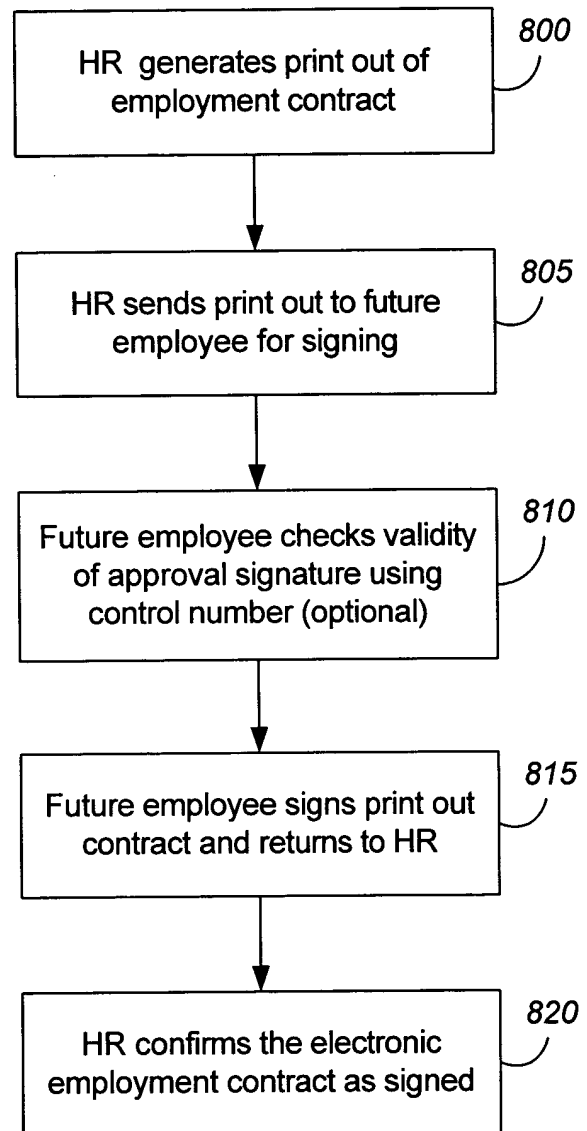 800
HR generates print out of
employment contract
805
HR sends print out to future
employee for signing
810
Future employee checks validity
of approval signature using
control number (optional)
815
Future employee signs print out
contract and returns to HR
820
HR confirms the electronic
employment contract as signed